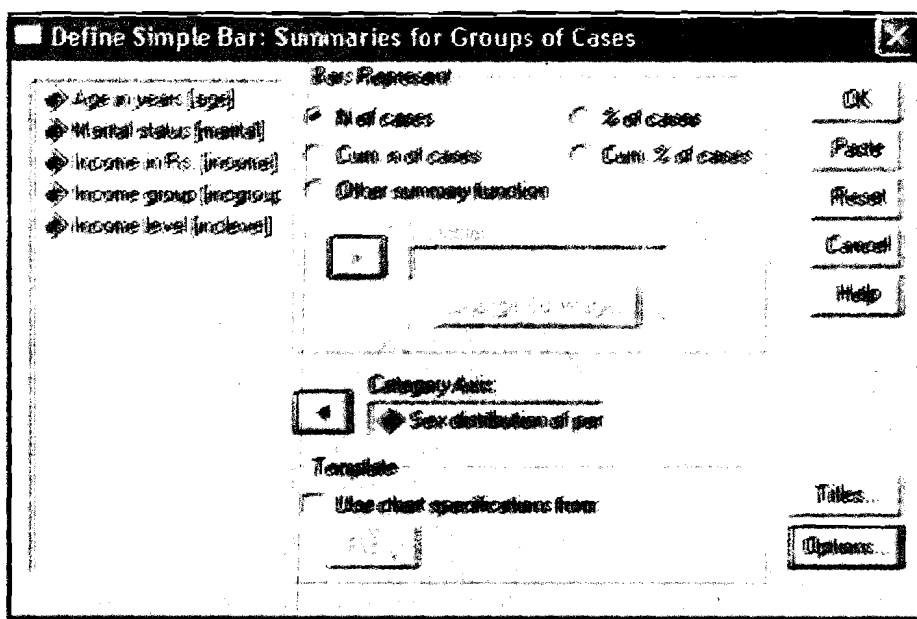 Define Simple Bar: Summaries for Groups of Cases
Age in years [age]
Marital status [marital]
Income in Rs. [income]
Income group [incgroup
Income level [inclevel]
Bars Represent
N of cases
% of cases
Cum. n of cases
Cum. % of cases
Other summary function
Category Axis:
Sex distribution of per
Template
Use chart specifications from
OK
Paste
Reset
Cancel
Help
Titles...
Options...